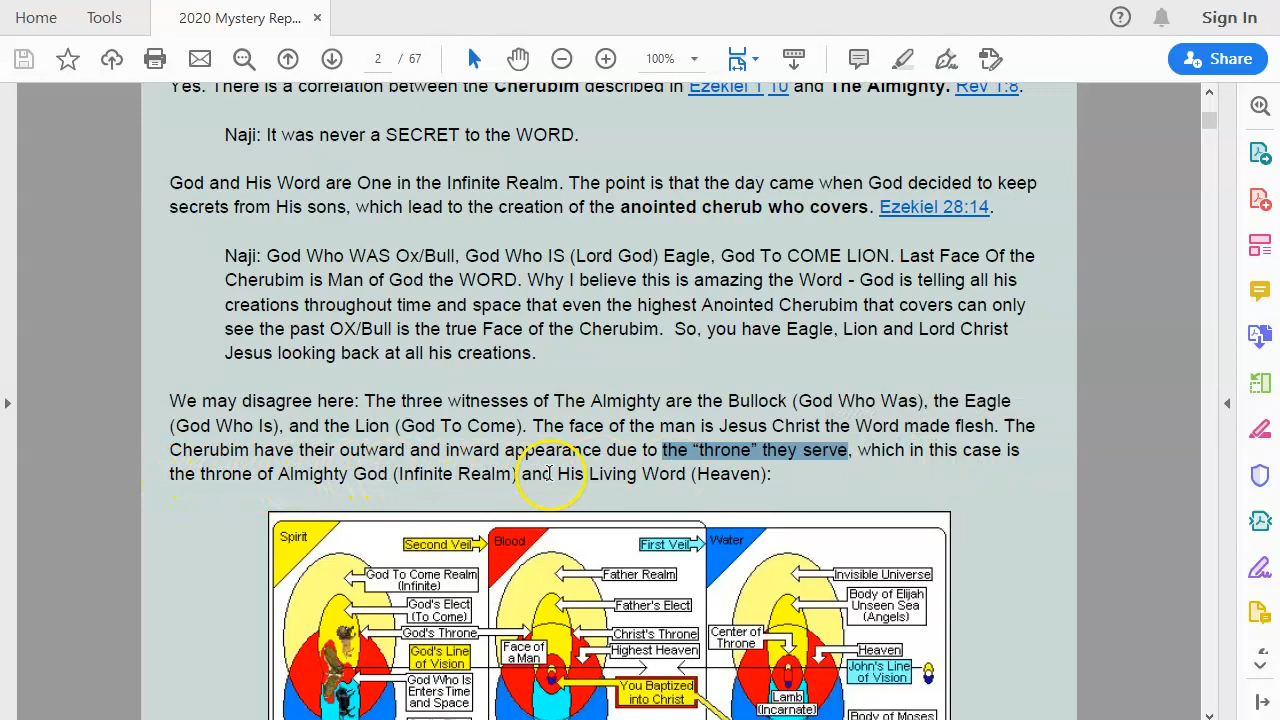 Home Tools 2020 Mystery Rep... × Sign In
2 / 67 100% Share
Yes. There is a correlation between the Cherubim described in Ezekiel 1 10 and The Almighty. Rev 1:8.
Naji: It was never a SECRET to the WORD.
God and His Word are One in the Infinite Realm. The point is that the day came when God decided to keep
secrets from His sons, which lead to the creation of the anointed cherub who covers. Ezekiel 28:14.
Naji: God Who WAS Ox/Bull, God Who IS (Lord God) Eagle, God To COME LION. Last Face Of the
Cherubim is Man of God the WORD. Why I believe this is amazing the Word - God is telling all his
creations throughout time and space that even the highest Anointed Cherubim that covers can only
see the past OX/Bull is the true Face of the Cherubim. So, you have Eagle, Lion and Lord Christ
Jesus looking back at all his creations.
We may disagree here: The three witnesses of The Almighty are the Bullock (God Who Was), the Eagle
(God Who Is), and the Lion (God To Come). The face of the man is Jesus Christ the Word made flesh. The
Cherubim have their outward and inward appearance due to the “throne” they serve, which in this case is
the throne of Almighty God (Infinite Realm) and His Living Word (Heaven):
Spirit
Second Veil
God To Come Realm
(Infinite)
God's Elect
(To Come)
God's Throne
God's Line
of Vision
God Who Is
Enters Time
and Space
Blood
First Veil
Father Realm
Father's Elect
Christ's Throne
Face of
a Man
Highest Heaven
You Baptized
into Christ
Water
Invisible Universe
Body of Elijah
Unseen Sea
(Angels)
Center of
Throne
Heaven
John's Line
of Vision
Lamb
(Incarnate)
Body of Moses